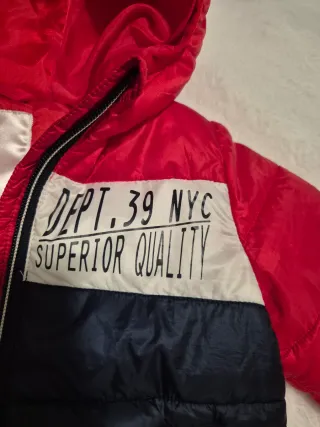 DEPT. 39 NYC
SUPERIOR QUALITY